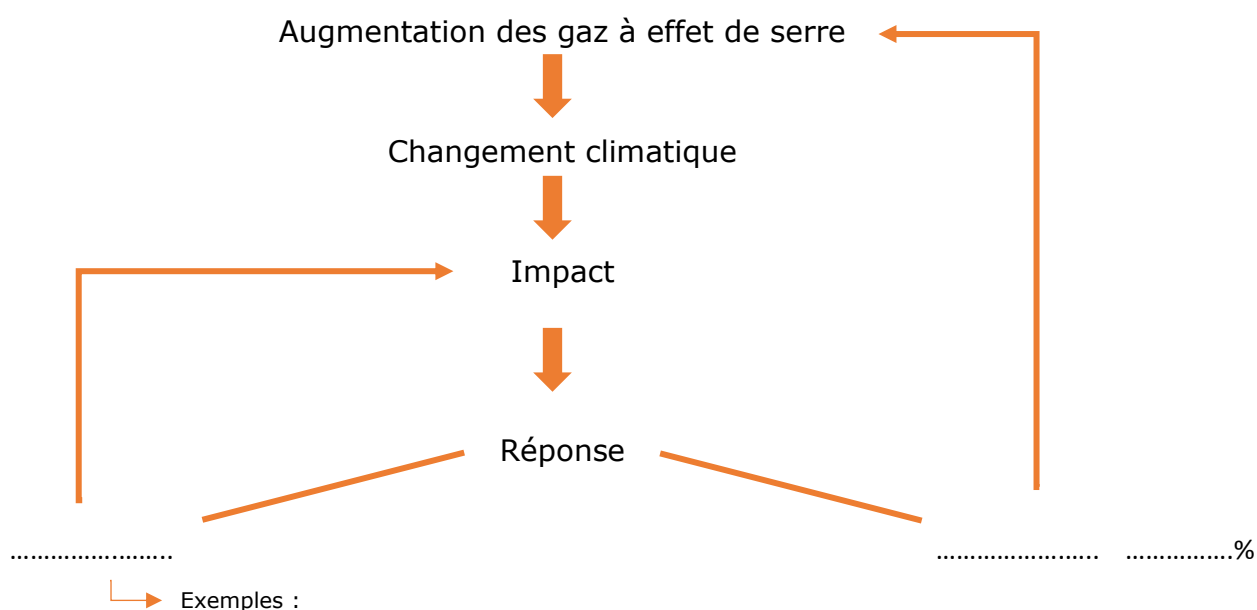 Augmentation des gaz à effet de serre
Changement climatique
Impact
Réponse
…………………….. …………………….. …………….%
Exemples :